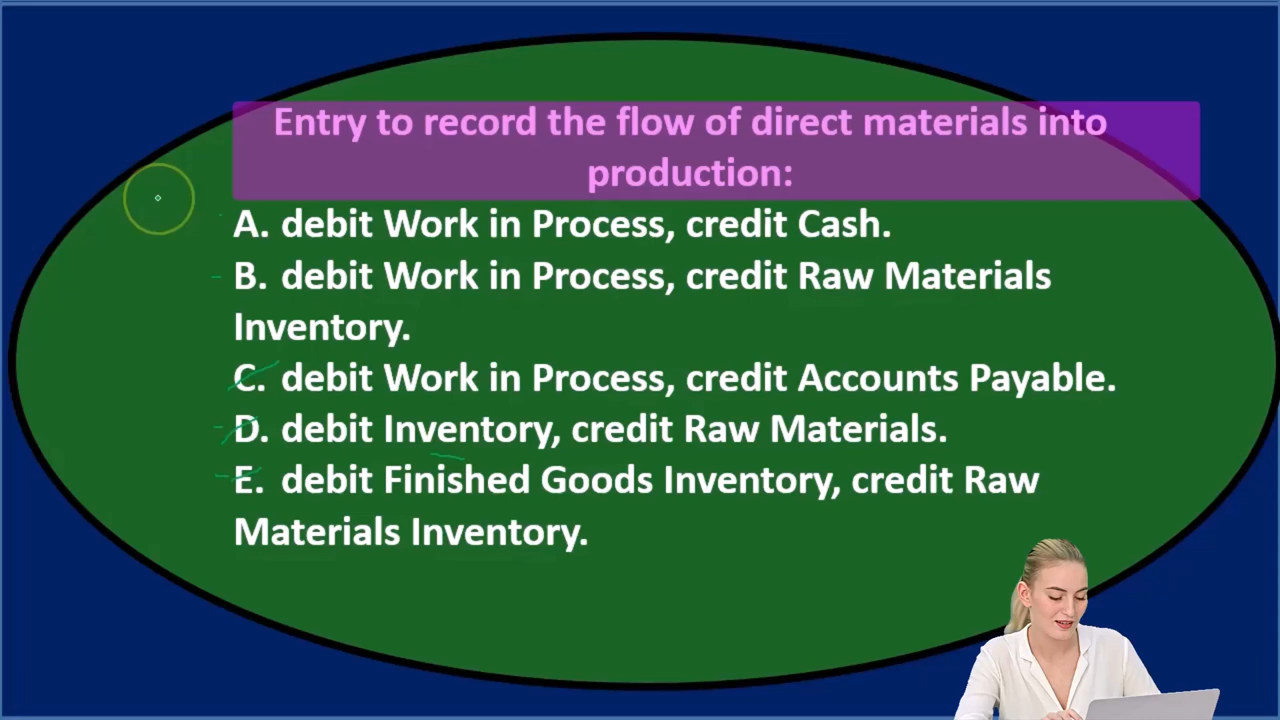 Entry to record the flow of direct materials into
production:
A. debit Work in Process, credit Cash.
B. debit Work in Process, credit Raw Materials
Inventory.
C. debit Work in Process, credit Accounts Payable.
D. debit Inventory, credit Raw Materials.
E. debit Finished Goods Inventory, credit Raw
Materials Inventory.